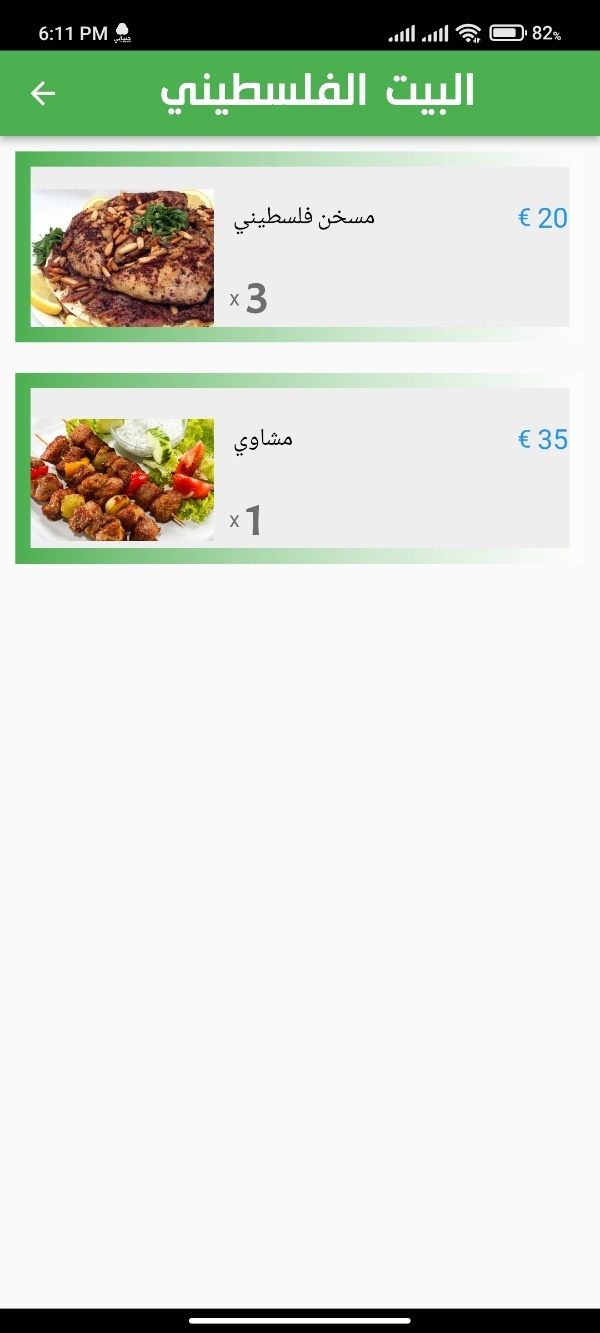 6:11 PM
82%
البيت الفلسطيني
مسخن فلسطيني
€ 20
x 3
مشاوي
€ 35
x 1